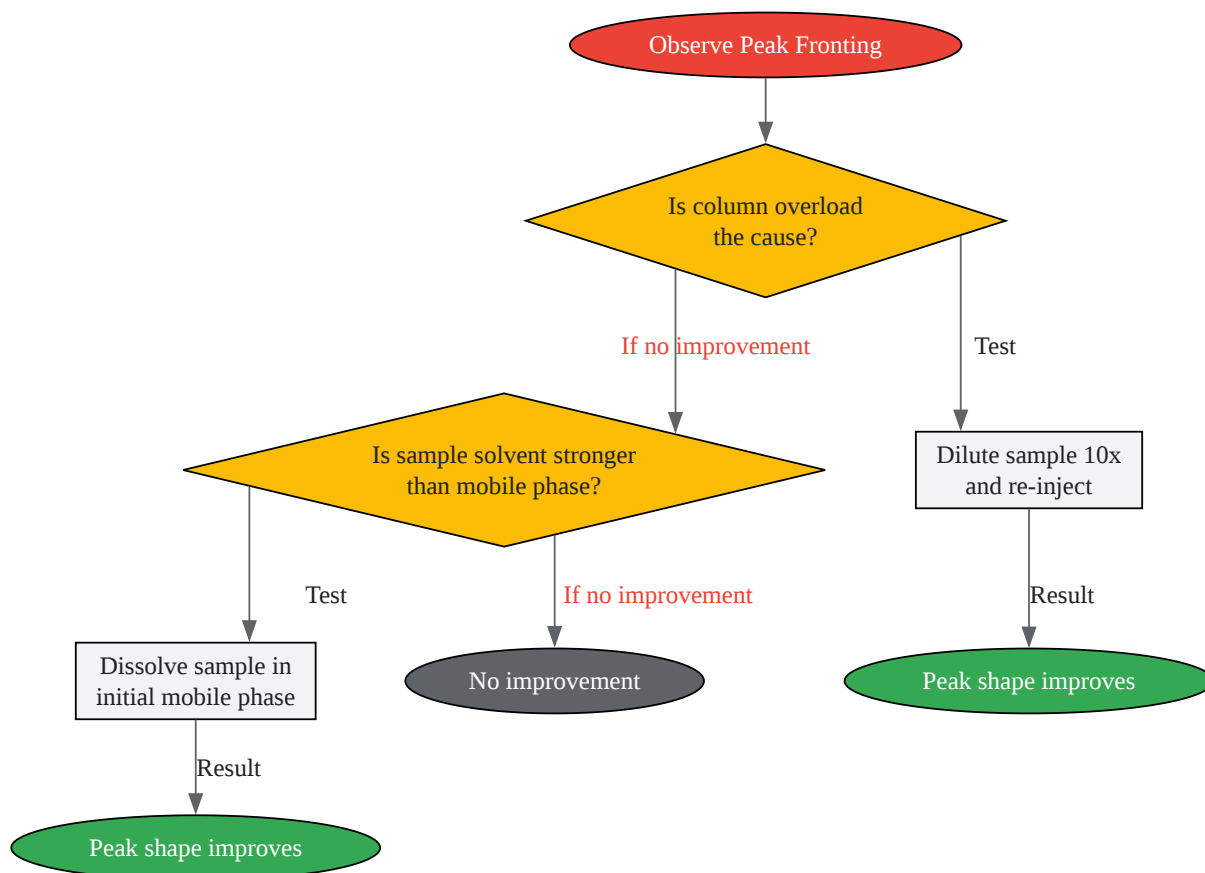 Observe Peak Fronting
Is column overload
the cause?
If no improvement
Test
Is sample solvent stronger
than mobile phase?
Dilute sample 10x
and re-inject
Test
If no improvement
Result
Dissolve sample in
initial mobile phase
No improvement
Peak shape improves
Result
Peak shape improves